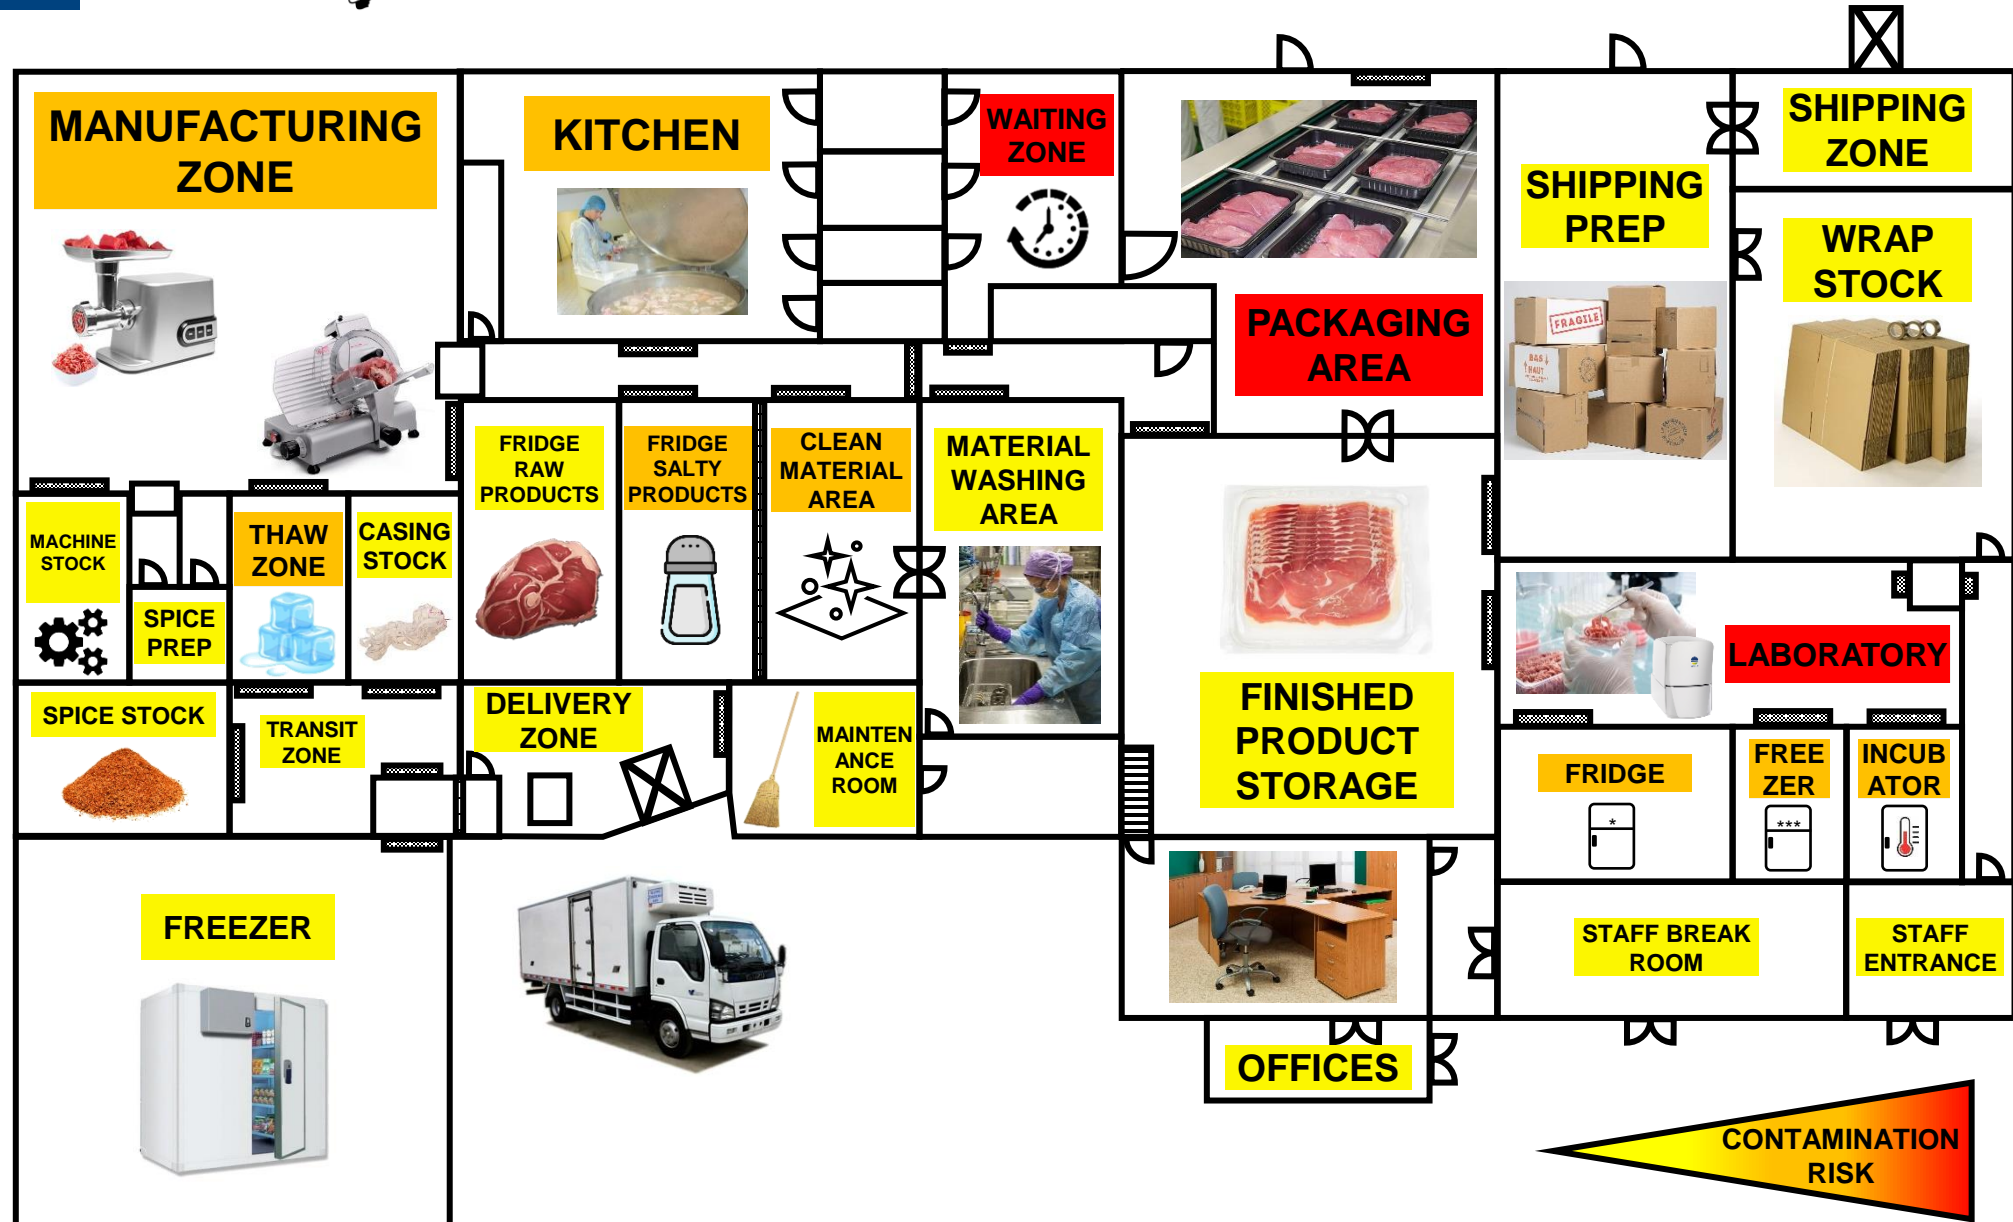 MANUFACTURING
ZONE
KITCHEN
WAITING
ZONE
SHIPPING
PREP
SHIPPING
ZONE
WRAP
STOCK
PACKAGING
AREA
FRAGILE
BAS
HAUT
FRIDGE
RAW
PRODUCTS
FRIDGE
SALTY
PRODUCTS
CLEAN
MATERIAL
AREA
MATERIAL
WASHING
AREA
MACHINE
STOCK
SPICE
PREP
THAW
ZONE
CASING
STOCK
SPICE STOCK
TRANSIT
ZONE
DELIVERY
ZONE
MAINTEN
ANCE
ROOM
FINISHED
PRODUCT
STORAGE
LABORATORY
FRIDGE
*
FREE
ZER
***
INCUB
ATOR
FREEZER
STAFF BREAK
ROOM
STAFF
ENTRANCE
OFFICES
CONTAMINATION
RISK